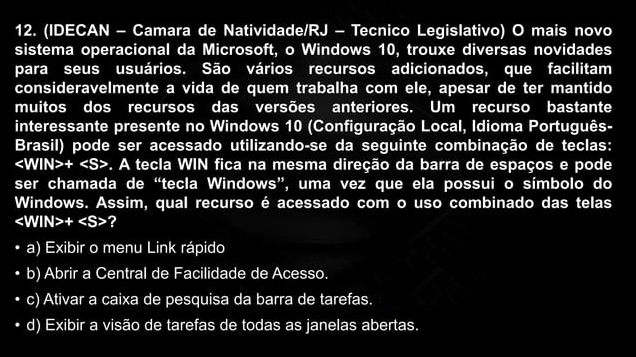 12. (IDECAN – Camara de Natividade/RJ – Tecnico Legislativo) O mais novo
sistema operacional da Microsoft, o Windows 10, trouxe diversas novidades
para seus usuários. São vários recursos adicionados, que facilitam
consideravelmente a vida de quem trabalha com ele, apesar de ter mantido
muitos dos recursos das versões anteriores. Um recurso bastante
interessante presente no Windows 10 (Configuração Local, Idioma Português-
Brasil) pode ser acessado utilizando-se da seguinte combinação de teclas:
<WIN>+ <S>. A tecla WIN fica na mesma direção da barra de espaços e pode
ser chamada de “tecla Windows”, uma vez que ela possui o símbolo do
Windows. Assim, qual recurso é acessado com o uso combinado das telas
<WIN>+ <S>?
• a) Exibir o menu Link rápido
• b) Abrir a Central de Facilidade de Acesso.
• c) Ativar a caixa de pesquisa da barra de tarefas.
• d) Exibir a visão de tarefas de todas as janelas abertas.